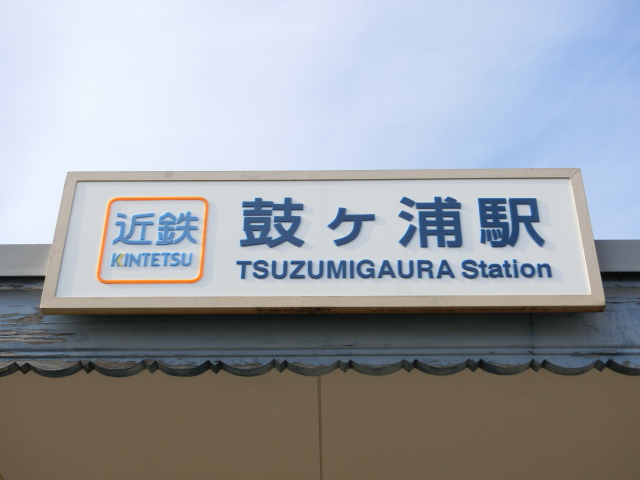 近鉄
KINTETSU
鼓ヶ浦駅
TSUZUMIGAURA Station